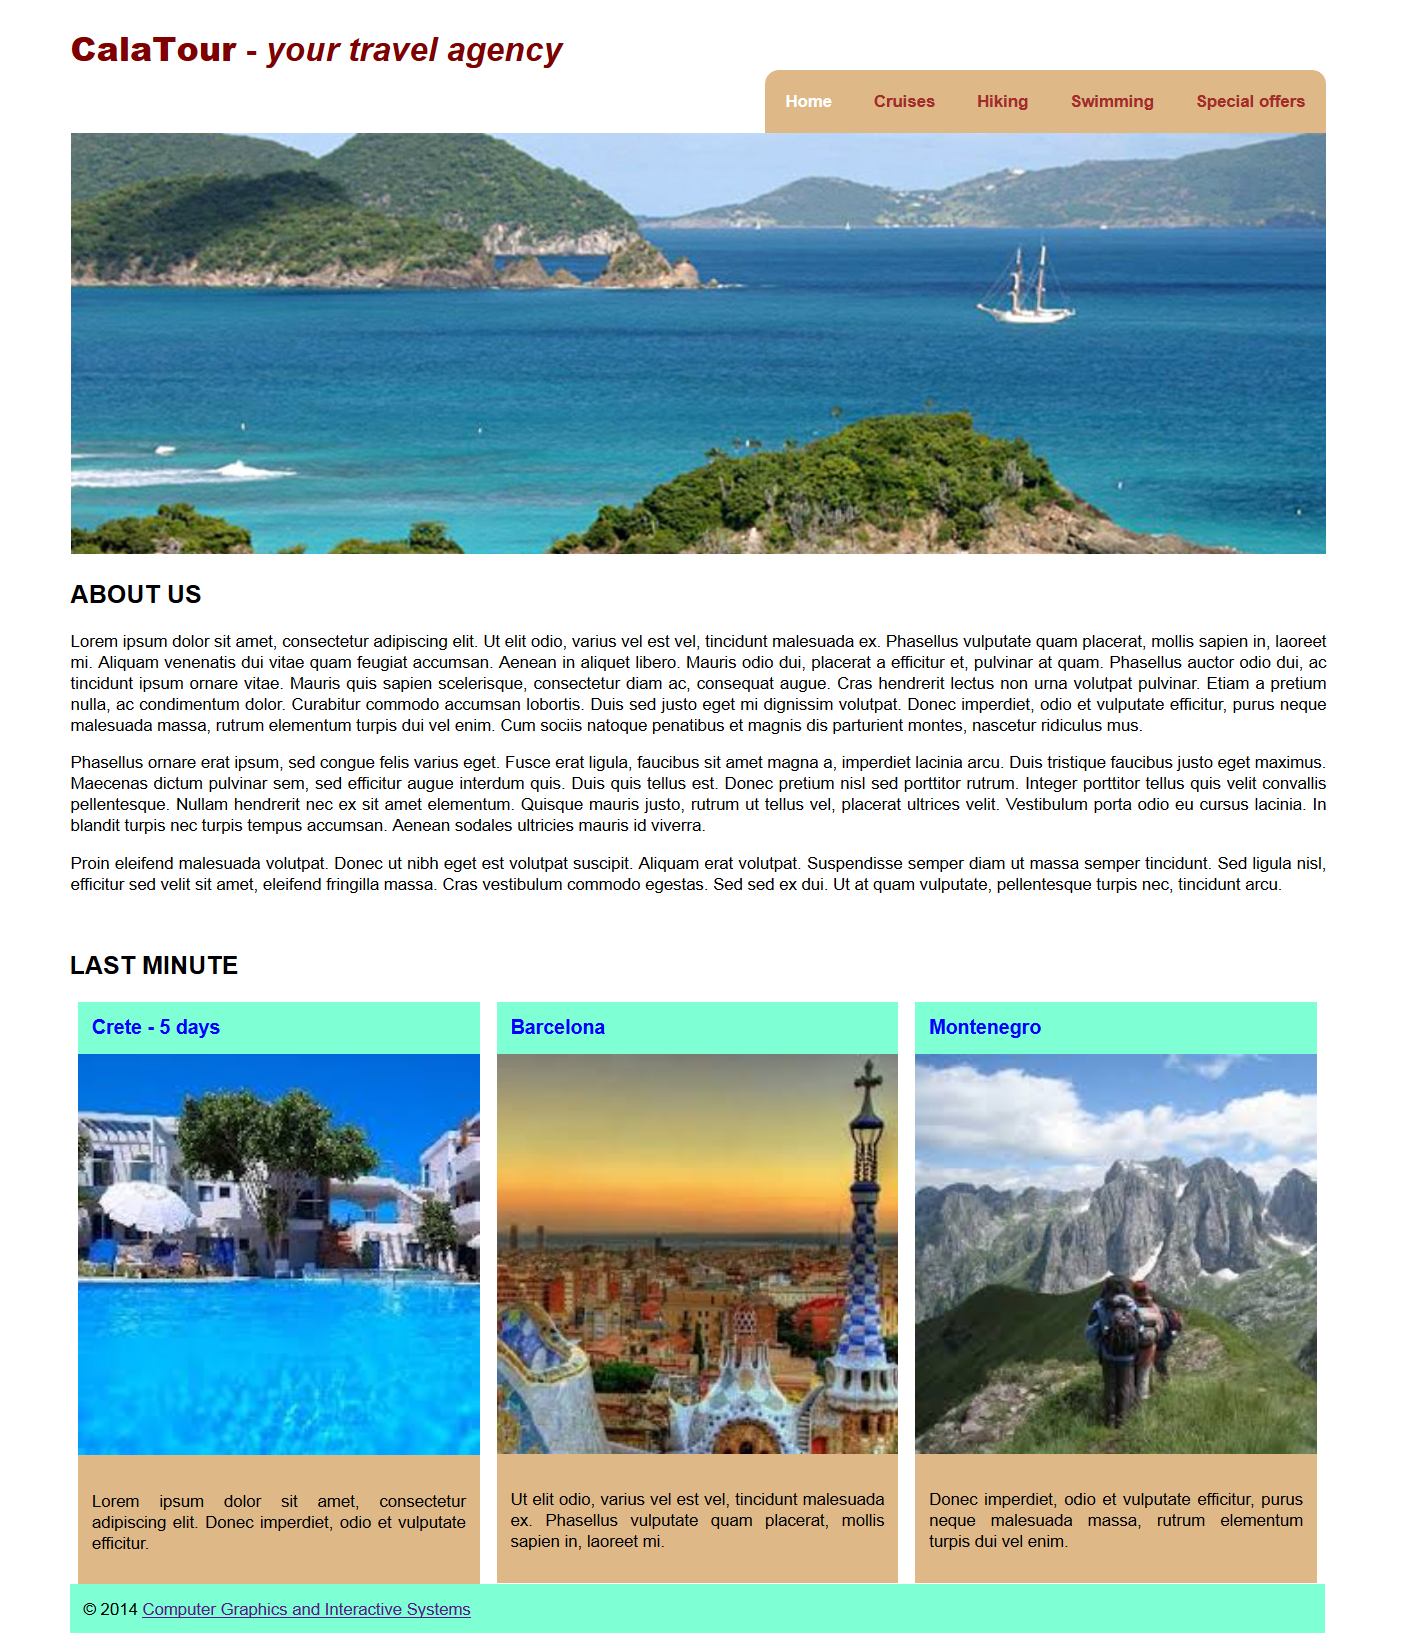 CalaTour - your travel agency
Home Cruises Hiking Swimming Special offers
ABOUT US
Lorem ipsum dolor sit amet, consectetur adipiscing elit. Ut elit odio, varius vel est vel, tincidunt malesuada ex. Phasellus vulputate quam placerat, mollis sapien in, laoreet
mi. Aliquam venenatis dui vitae quam feugiat accumsan. Aenean in aliquet libero. Mauris odio dui, placerat a efficitur et, pulvinar at quam. Phasellus auctor odio dui, ac
tincidunt ipsum ornare vitae. Mauris quis sapien scelerisque, consectetur diam ac, consequat augue. Cras hendrerit lectus non urna volutpat pulvinar. Etiam a pretium
nulla, ac condimentum dolor. Curabitur commodo accumsan lobortis. Duis sed justo eget mi dignissim volutpat. Donec imperdiet, odio et vulputate efficitur, purus neque
malesuada massa, rutrum elementum turpis dui vel enim. Cum sociis natoque penatibus et magnis dis parturient montes, nascetur ridiculus mus.
Phasellus ornare erat ipsum, sed congue felis varius eget. Fusce erat ligula, faucibus sit amet magna a, imperdiet lacinia arcu. Duis tristique faucibus justo eget maximus.
Maecenas dictum pulvinar sem, sed efficitur augue interdum quis. Duis quis tellus est. Donec pretium nisl sed porttitor rutrum. Integer porttitor tellus quis velit convallis
pellentesque. Nullam hendrerit nec ex sit amet elementum. Quisque mauris justo, rutrum ut tellus vel, placerat ultrices velit. Vestibulum porta odio eu cursus lacinia. In
blandit turpis nec turpis tempus accumsan. Aenean sodales ultricies mauris id viverra.
Proin eleifend malesuada volutpat. Donec ut nibh eget est volutpat suscipit. Aliquam erat volutpat. Suspendisse semper diam ut massa semper tincidunt. Sed ligula nisl,
efficitur sed velit sit amet, eleifend fringilla massa. Cras vestibulum commodo egestas. Sed sed ex dui. Ut at quam vulputate, pellentesque turpis nec, tincidunt arcu.
LAST MINUTE
Crete - 5 days
Lorem ipsum dolor sit amet, consectetur
adipiscing elit. Donec imperdiet, odio et vulputate
efficitur.
Barcelona
Ut elit odio, varius vel est vel, tincidunt malesuada
ex. Phasellus vulputate quam placerat, mollis
sapien in, laoreet mi.
Montenegro
Donec imperdiet, odio et vulputate efficitur, purus
neque malesuada massa, rutrum elementum
turpis dui vel enim.
© 2014 Computer Graphics and Interactive Systems